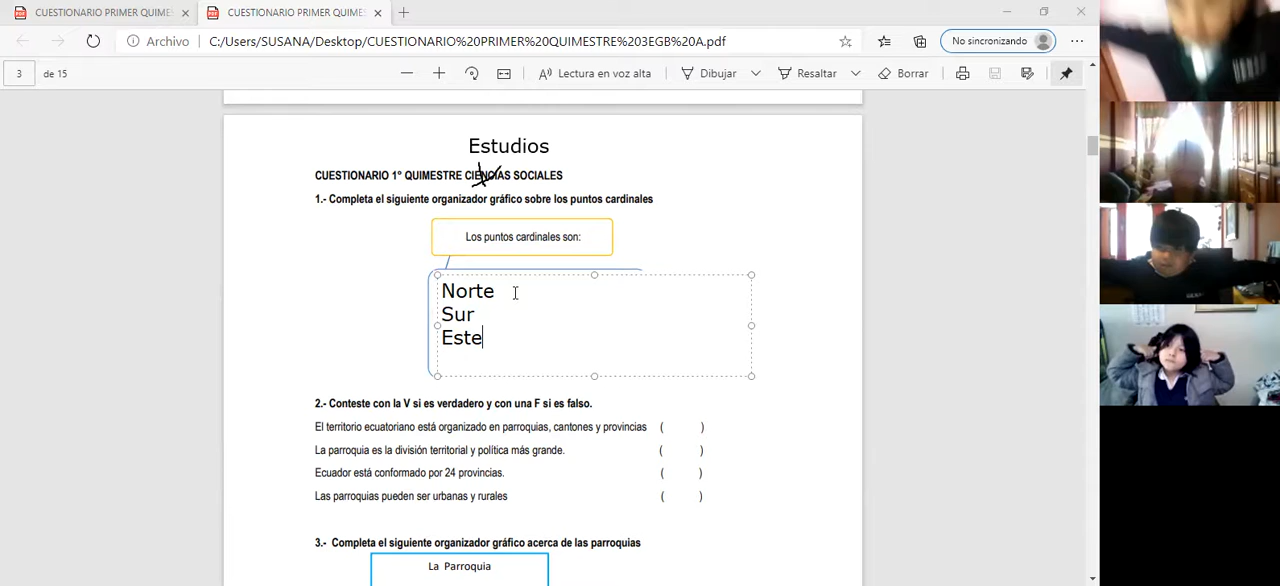 CUESTIONARIO PRIMER QUIMES
CUESTIONARIO PRIMER QUIMES
Archivo
C:/Users/SUSANA/Desktop/CUESTIONARIO%20PRIMER%20QUIMESTRE%203EGB%20A.pdf
No sincronizando
3 de 15
Lectura en voz alta
Dibujar
Resaltar
Borrar
Estudios
CUESTIONARIO 1º QUIMESTRE CIENCIAS SOCIALES
1.- Completa el siguiente organizador gráfico sobre los puntos cardinales
Los puntos cardinales son:
Norte
Sur
Este
2.- Conteste con la V si es verdadero y con una F si es falso.
El territorio ecuatoriano está organizado en parroquias, cantones y provincias ( )
La parroquia es la división territorial y política más grande. ( )
Ecuador está conformado por 24 provincias. ( )
Las parroquias pueden ser urbanas y rurales ( )
3.- Completa el siguiente organizador gráfico acerca de las parroquias
La Parroquia